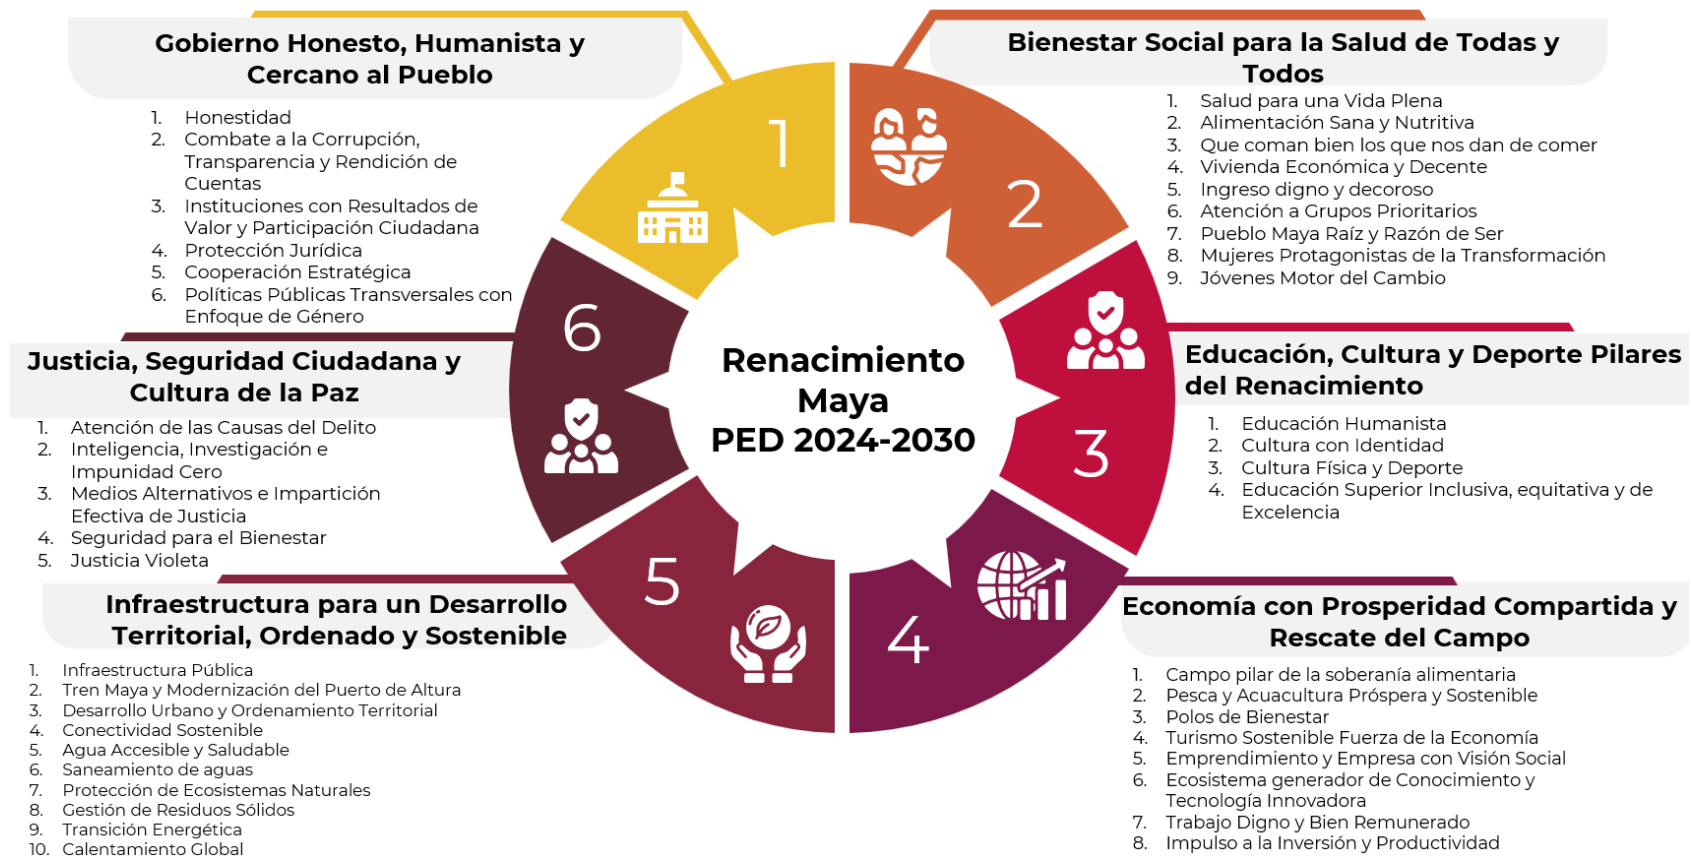 Gobierno Honesto, Humanista y
Cercano al Pueblo
1. Honestidad
2. Combate a la Corrupción,
Transparencia y Rendición de
Cuentas
3. Instituciones con Resultados de
Valor y Participación Ciudadana
4. Protección Jurídica
5. Cooperación Estratégica
6. Políticas Públicas Transversales con
Enfoque de Género
Bienestar Social para la Salud de Todas y
Todos
1. Salud para una Vida Plena
2. Alimentación Sana y Nutritiva
3. Que coman bien los que nos dan de comer
4. Vivienda Económica y Decente
5. Ingreso digno y decoroso
6. Atención a Grupos Prioritarios
7. Pueblo Maya Raíz y Razón de Ser
8. Mujeres Protagonistas de la Transformación
9. Jóvenes Motor del Cambio
1
2
3
4
5
6
Renacimiento
Maya
PED 2024-2030
Justicia, Seguridad Ciudadana y
Cultura de la Paz
1. Atención de las Causas del Delito
2. Inteligencia, Investigación e
Impunidad Cero
3. Medios Alternativos e Impartición
Efectiva de Justicia
4. Seguridad para el Bienestar
5. Justicia Violeta
Educación, Cultura y Deporte Pilares
del Renacimiento
1. Educación Humanista
2. Cultura con Identidad
3. Cultura Física y Deporte
4. Educación Superior Inclusiva, equitativa y de
Excelencia
Infraestructura para un Desarrollo
Territorial, Ordenado y Sostenible
1. Infraestructura Pública
2. Tren Maya y Modernización del Puerto de Altura
3. Desarrollo Urbano y Ordenamiento Territorial
4. Conectividad Sostenible
5. Agua Accesible y Saludable
6. Saneamiento de aguas
7. Protección de Ecosistemas Naturales
8. Gestión de Residuos Sólidos
9. Transición Energética
10. Calentamiento Global
Economía con Prosperidad Compartida y
Rescate del Campo
1. Campo pilar de la soberanía alimentaria
2. Pesca y Acuacultura Próspera y Sostenible
3. Polos de Bienestar
4. Turismo Sostenible Fuerza de la Economía
5. Emprendimiento y Empresa con Visión Social
6. Ecosistema generador de Conocimiento y
Tecnología Innovadora
7. Trabajo Digno y Bien Remunerado
8. Impulso a la Inversión y Productividad